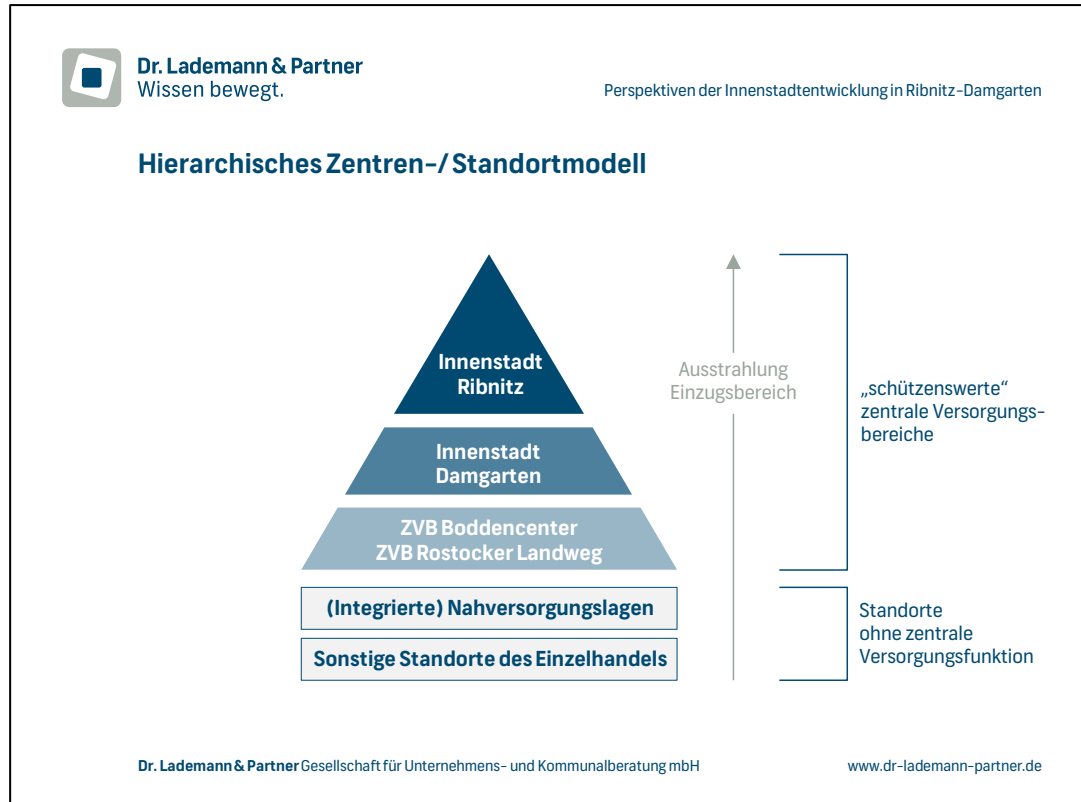 Dr. Lademann & Partner
Wissen bewegt.
Perspektiven der Innenstadtentwicklung in Ribnitz-Damgarten
Hierarchisches Zentren-/ Standortmodell
Innenstadt
Ribnitz
Innenstadt
Damgarten
ZVB Boddencenter
ZVB Rostocker Landweg
(Integrierte) Nahversorgungslagen
Sonstige Standorte des Einzelhandels
Ausstrahlung
Einzugsbereich
„schützenswerte“
zentrale Versorgungs-
bereiche
Standorte
ohne zentrale
Versorgungsfunktion
Dr. Lademann & Partner Gesellschaft für Unternehmens- und Kommunalberatung mbH
www.dr-lademann-partner.de